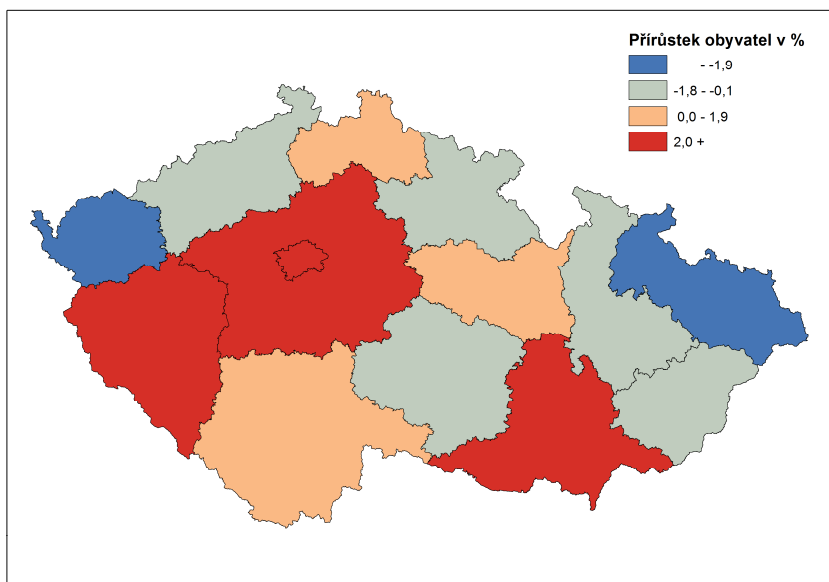 Přírůstek obyvatel v %
- -1,9
-1,8 - -0,1
0,0 - 1,9
2,0 +